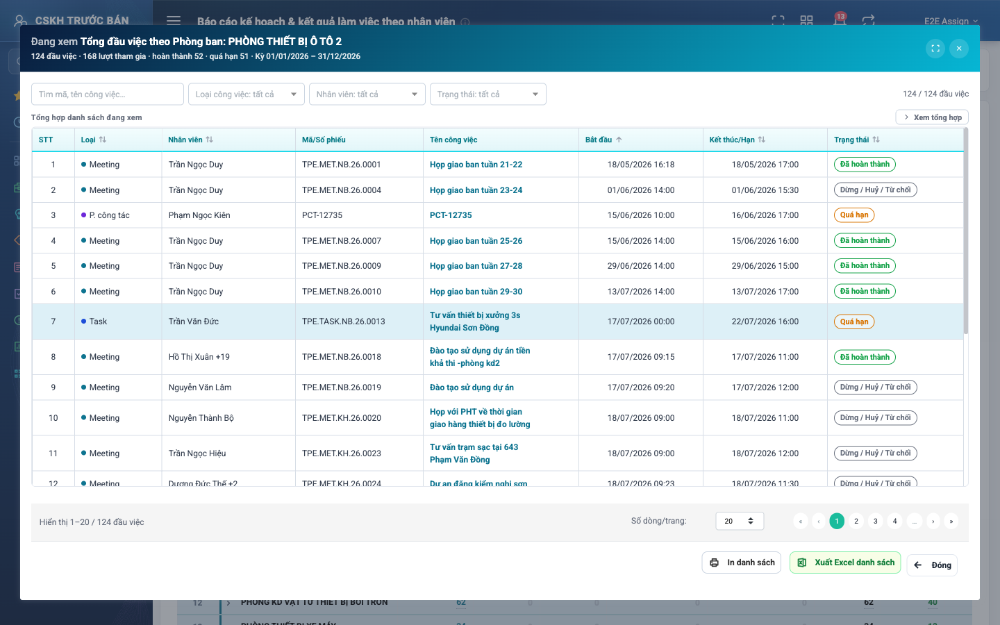 CSKH TRƯỚC BÁN
Báo cáo kế hoạch & kết quả làm việc theo nhân viên
13
E2E Assign
Đang xem Tổng đầu việc theo Phòng ban: PHÒNG THIẾT BỊ Ô TÔ 2
124 đầu việc · 168 lượt tham gia · hoàn thành 52 · quá hạn 51 · Kỳ 01/01/2026 – 31/12/2026
Tìm mã, tên công việc...
Loại công việc: tất cả
Nhân viên: tất cả
Trạng thái: tất cả
124 / 124 đầu việc
Tổng hợp danh sách đang xem
Xem tổng hợp
STT Loại Nhân viên Mã/Số phiếu Tên công việc Bắt đầu Kết thúc/Hạn Trạng thái
1 Meeting Trần Ngọc Duy TPE.MET.NB.26.0001 Họp giao ban tuần 21-22 18/05/2026 16:18 18/05/2026 17:00 Đã hoàn thành
2 Meeting Trần Ngọc Duy TPE.MET.NB.26.0004 Họp giao ban tuần 23-24 01/06/2026 14:00 01/06/2026 15:30 Dừng / Huỷ / Từ chối
3 P. công tác Phạm Ngọc Kiên PCT-12735 PCT-12735 15/06/2026 10:00 16/06/2026 17:00 Quá hạn
4 Meeting Trần Ngọc Duy TPE.MET.NB.26.0007 Họp giao ban tuần 25-26 15/06/2026 14:00 15/06/2026 16:00 Đã hoàn thành
5 Meeting Trần Ngọc Duy TPE.MET.NB.26.0009 Họp giao ban tuần 27-28 29/06/2026 14:00 29/06/2026 15:00 Đã hoàn thành
6 Meeting Trần Ngọc Duy TPE.MET.NB.26.0010 Họp giao ban tuần 29-30 13/07/2026 14:00 13/07/2026 17:00 Đã hoàn thành
7 Task Trần Văn Đức TPE.TASK.NB.26.0013 Tư vấn thiết bị xưởng 3s
Hyundai Sơn Đồng 17/07/2026 00:00 22/07/2026 16:00 Quá hạn
8 Meeting Hồ Thị Xuân +19 TPE.MET.NB.26.0018 Đào tạo sử dụng dự án tiền
khả thi -phòng kd2 17/07/2026 09:15 17/07/2026 11:00 Đã hoàn thành
9 Meeting Nguyễn Văn Lâm TPE.MET.NB.26.0019 Đào tạo sử dụng dự án 17/07/2026 09:20 17/07/2026 12:00 Dừng / Huỷ / Từ chối
10 Meeting Nguyễn Thành Bộ TPE.MET.KH.26.0020 Họp với PHT về thời gian
giao hàng thiết bị đo lường 18/07/2026 09:00 18/07/2026 11:00 Dừng / Huỷ / Từ chối
11 Meeting Trần Ngọc Hiệu TPE.MET.KH.26.0023 Tư vấn trạm sạc tại 643
Phạm Văn Đồng 18/07/2026 09:00 18/07/2026 12:00 Dừng / Huỷ / Từ chối
12 Meeting Dương Đức Thế +2 TPE.MET.KH.26.0024 Dự an đăng kiểm nghi sơn 18/07/2026 09:23 18/07/2026 11:30 Dừng / Huỷ / Từ chối
Hiển thị 1–20 / 124 đầu việc
Số dòng/trang:
20
« ‹ 1 2 3 4 ... › »
In danh sách
Xuất Excel danh sách
Đóng
12 PHÒNG KD VẬT TƯ THIẾT BỊ BÔI TRƠN 62 0 0 0 0 62 40